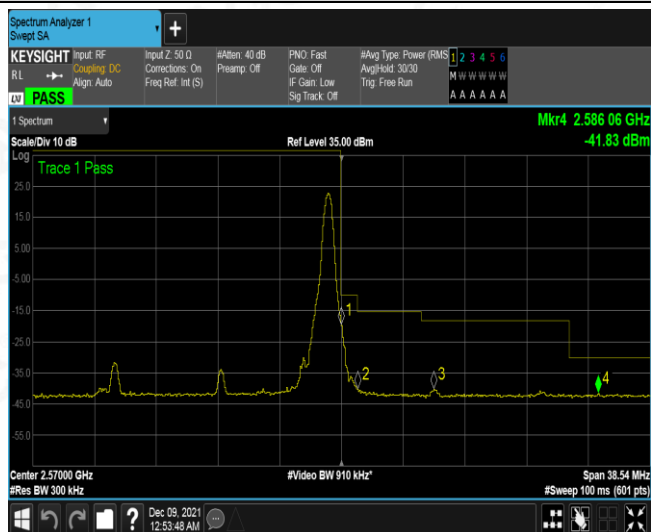 Spectrum Analyzer 1
Swept SA
KEYSIGHT Input: RF Input Z: 50 Ω #Atten: 40 dB PNO: Fast #Avg Type: Power (RMS 1 2 3 4 5 6
RL Coupling: DC Corrections: On Preamp: Off Gate: Off Avg|Hold: 30/30 M W W W W W
Align: Auto Freq Ref: Int (S) IF Gain: Low Trig: Free Run
LXI PASS Sig Track: Off A A A A A A
1 Spectrum Mkr4 2.586 06 GHz
Scale/Div 10 dB Ref Level 35.00 dBm -41.83 dBm
Log
Trace 1 Pass
25.0
15.0
5.00
-5.00
-15.0
1
-25.0
-35.0
2 3 4
-45.0
-55.0
Center 2.57000 GHz #Video BW 910 kHz* Span 38.54 MHz
#Res BW 300 kHz #Sweep 100 ms (601 pts)
? Dec 09, 2021
12:53:48 AM